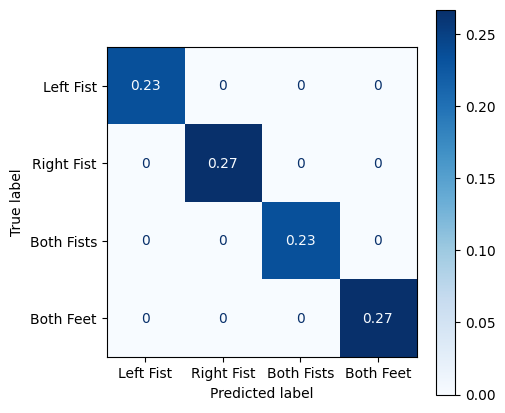 Left Fist 0.23 0 0 0
Right Fist 0 0.27 0 0
Both Fists 0 0 0.23 0
Both Feet 0 0 0 0.27
Left Fist Right Fist Both Fists Both Feet
Predicted label
True label
0.25
0.20
0.15
0.10
0.05
0.00